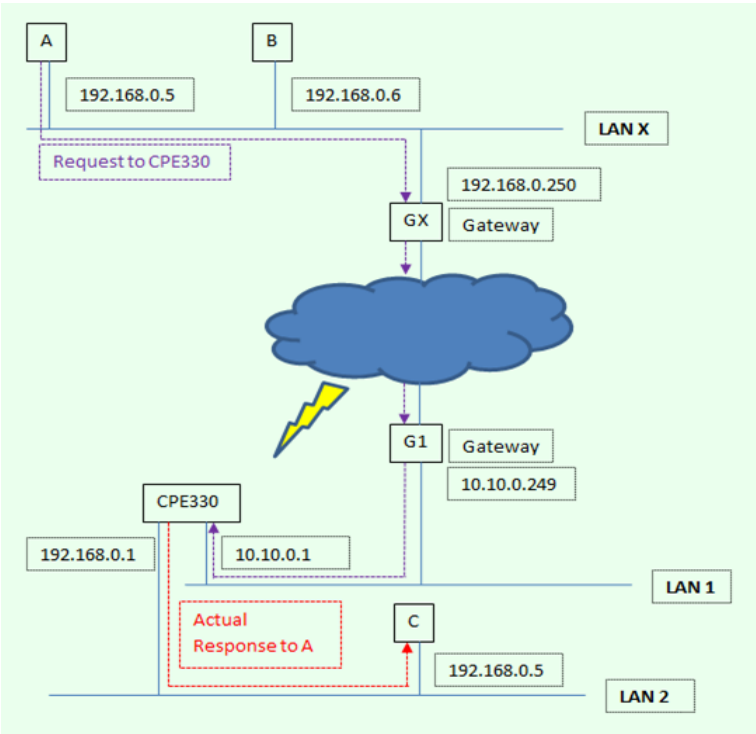 A
B
192.168.0.5
192.168.0.6
LAN X
Request to CPE330
192.168.0.250
GX
Gateway
G1
Gateway
10.10.0.249
CPE330
192.168.0.1
10.10.0.1
LAN 1
Actual
Response to A
C
192.168.0.5
LAN 2